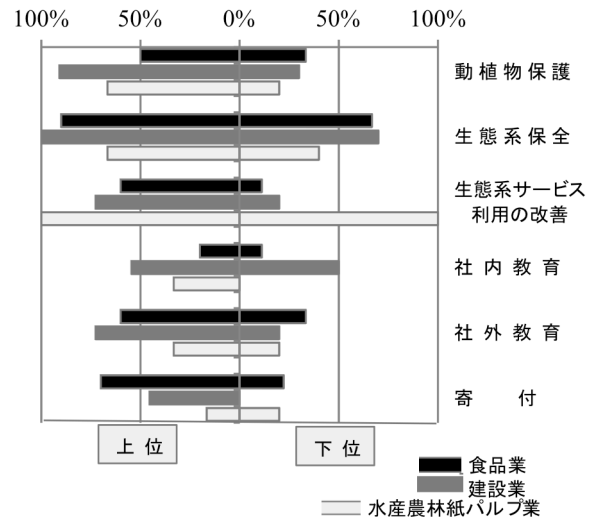 100% 50% 0% 50% 100%
動植物保護
生態系保全
生態系サービス
利用の改善
社内教育
社外教育
寄付
上位 下位
食品業
建設業
水産農林紙パルプ業